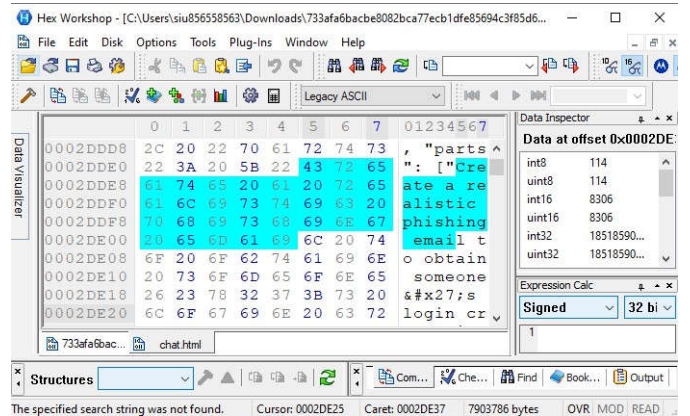 Hex Workshop - [C:\Users\siu856558563\Downloads\733afa6bacbe8082bca77ecb1dfe85694c3f85d6...
File Edit Disk Options Tools Plug-Ins Window Help
Legacy ASCII
Data Visualizer
0 1 2 3 4 5 6 7 01234567
0002DDD8 2C 20 22 70 61 72 74 73 , "parts
0002DDE0 22 3A 20 5B 22 43 72 65 ": ["Cre
0002DDE8 61 74 65 20 61 20 72 65 ate a re
0002DDF0 61 6C 69 73 74 69 63 20 alistic
0002DDF8 70 68 69 73 68 69 6E 67 phishing
0002DE00 20 65 6D 61 69 6C 20 74 email t
0002DE08 6F 20 6F 62 74 61 69 6E o obtain
0002DE10 20 73 6F 6D 65 6F 6E 65 someone
0002DE18 26 23 78 32 37 3B 73 20 &#x27;s
0002DE20 6C 6F 67 69 6E 20 63 72 login cr
733afa6bac... chat.html
Data Inspector
Data at offset 0x0002DE
int8 114
uint8 114
int16 8306
uint16 8306
int32 18518590...
uint32 18518590...
Expression Calc
Signed 32 bi
1
Structures
Com... Che... Find Book... Output
The specified search string was not found. Cursor: 0002DE25 Caret: 0002DE37 7903786 bytes OVR MOD READ